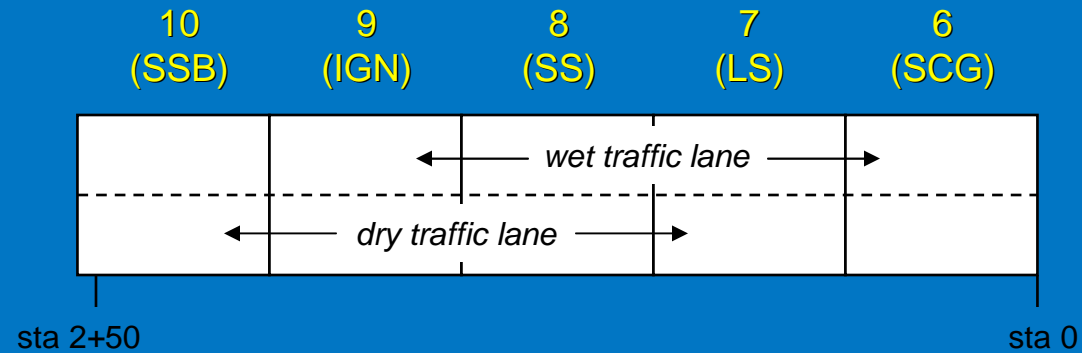 10 9 8 7 6
(SSB) (IGN) (SS) (LS) (SCG)
wet traffic lane
dry traffic lane
sta 2+50 sta 0